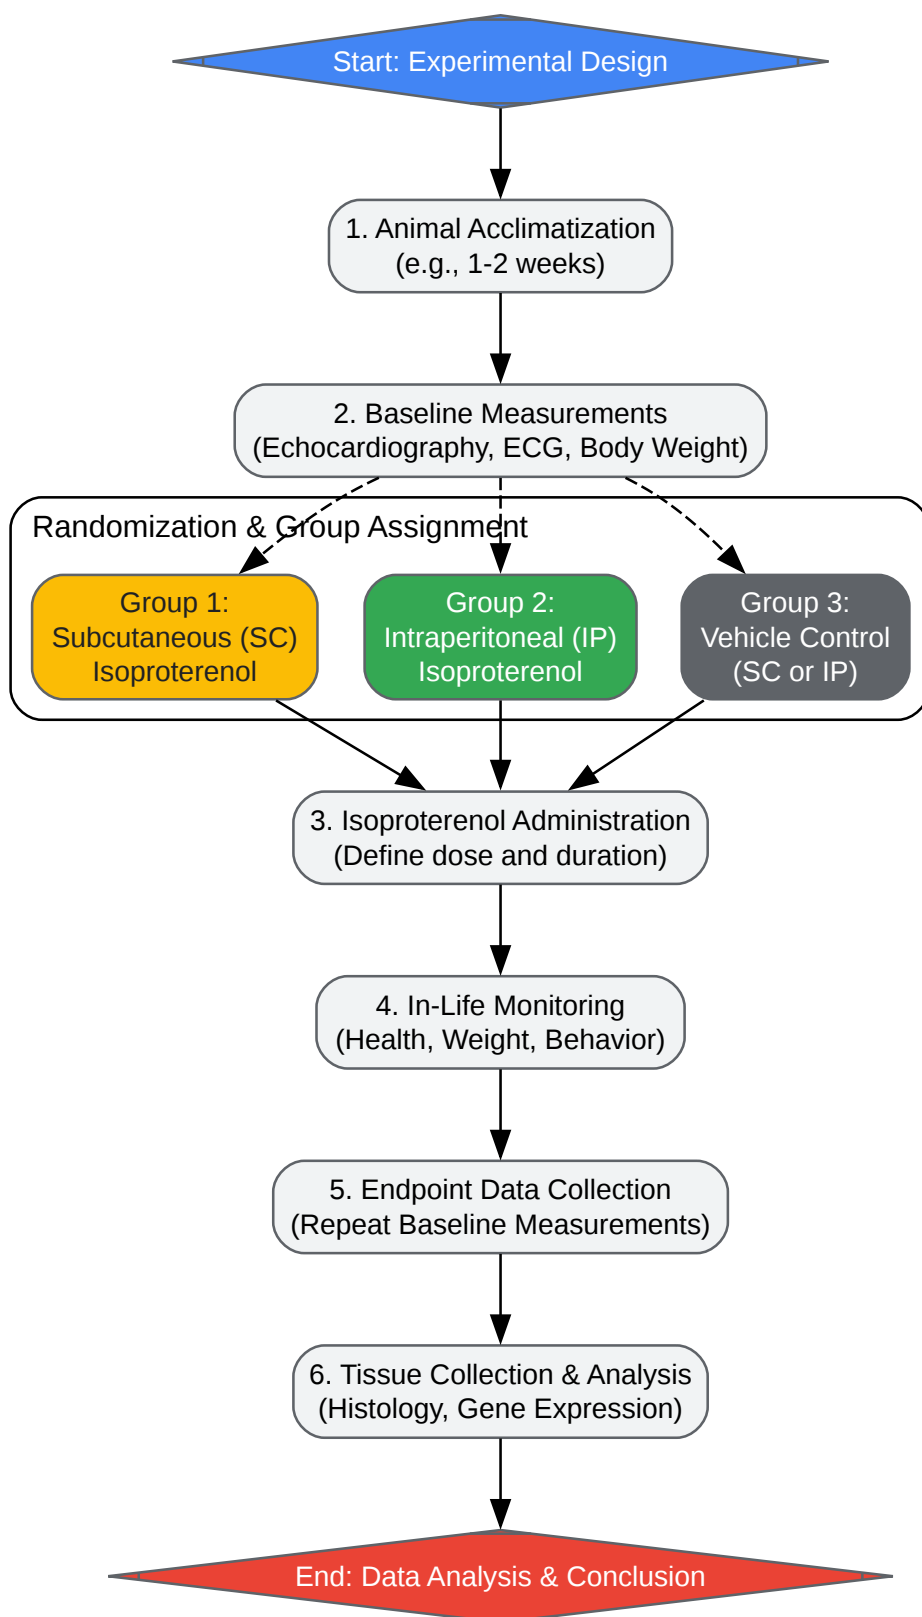 Start: Experimental Design
1. Animal Acclimatization
(e.g., 1-2 weeks)
2. Baseline Measurements
(Echocardiography, ECG, Body Weight)
Randomization & Group Assignment
Group 1:
Subcutaneous (SC)
Isoproterenol
Group 2:
Intraperitoneal (IP)
Isoproterenol
Group 3:
Vehicle Control
(SC or IP)
3. Isoproterenol Administration
(Define dose and duration)
4. In-Life Monitoring
(Health, Weight, Behavior)
5. Endpoint Data Collection
(Repeat Baseline Measurements)
6. Tissue Collection & Analysis
(Histology, Gene Expression)
End: Data Analysis & Conclusion